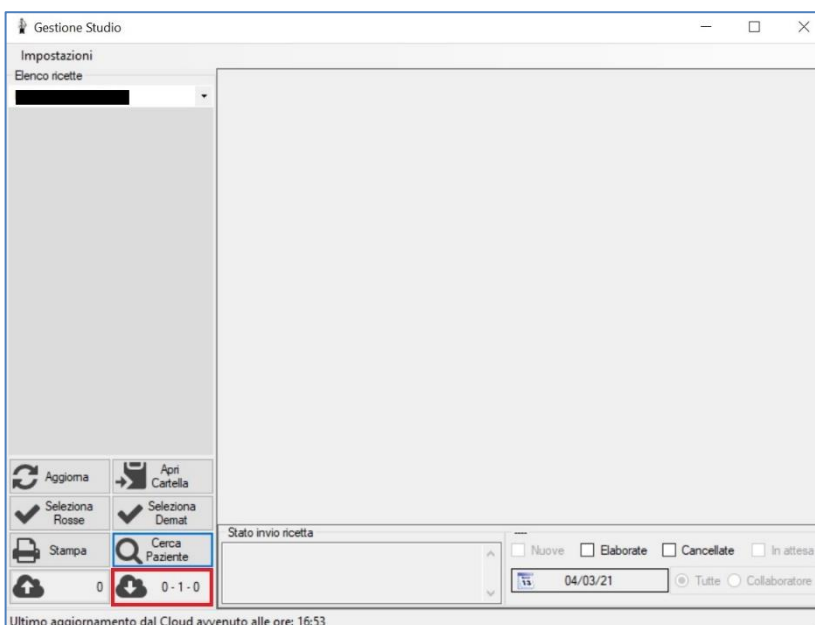 Gestione Studio
Impostazioni
Elenco ricette
Aggiorna
Apri
Cartella
Seleziona
Rosse
Seleziona
Demat
Stampa
Cerca
Paziente
0
0 - 1 - 0
Stato invio ricetta
Nuove Elaborate Cancellate In attesa
15 04/03/21 Tutte Collaboratore
Ultimo aggiornamento dal Cloud avvenuto alle ore: 16:53